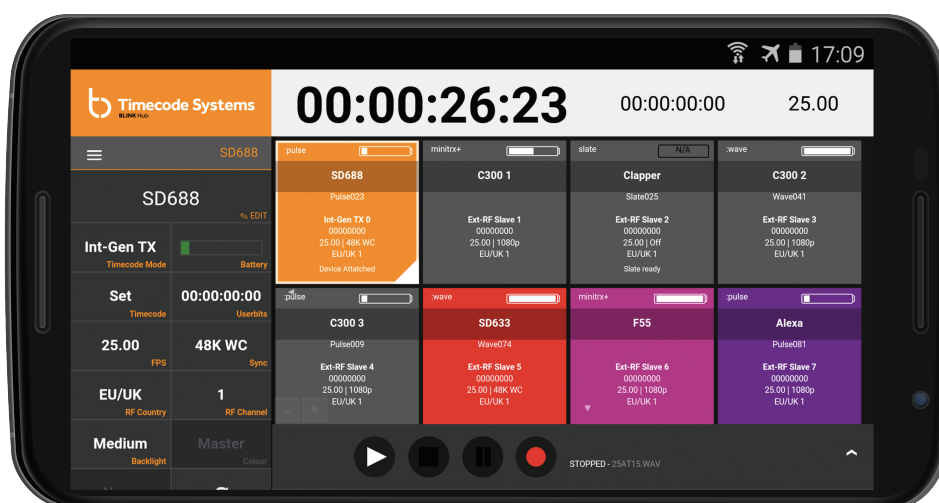 17:09
Timecode Systems
BLINK Hub
00:00:26:23
00:00:00:00
25.00
SD688
SD688
EDIT
Int-Gen TX
Timecode Mode
Battery
Set
Timecode
00:00:00:00
Userbits
25.00
FPS
48K WC
Sync
EU/UK
RF Country
1
RF Channel
Medium
Backlight
Master
Colour
:pulse
SD688
Pulse023
Int-Gen TX 0
00000000
25.00 | 48K WC
EU/UK 1
Device Attatched
minitrx+
C300 1
Ext-RF Slave 1
00000000
25.00 | 1080p
EU/UK 1
slate
N/A
Clapper
Slate025
Ext-RF Slave 2
00000000
25.00 | Off
EU/UK 1
Slate ready
:wave
C300 2
Wave041
Ext-RF Slave 3
00000000
25.00 | 1080p
EU/UK 1
:pulse
C300 3
Pulse009
Ext-RF Slave 4
00000000
25.00 | 1080p
EU/UK 1
:wave
SD633
Wave074
Ext-RF Slave 5
00000000
25.00 | 48K WC
EU/UK 1
minitrx+
F55
Ext-RF Slave 6
00000000
25.00 | 1080p
EU/UK 1
:pulse
Alexa
Pulse081
Ext-RF Slave 7
00000000
25.00 | 1080p
EU/UK 1
STOPPED - 25AT15.WAV